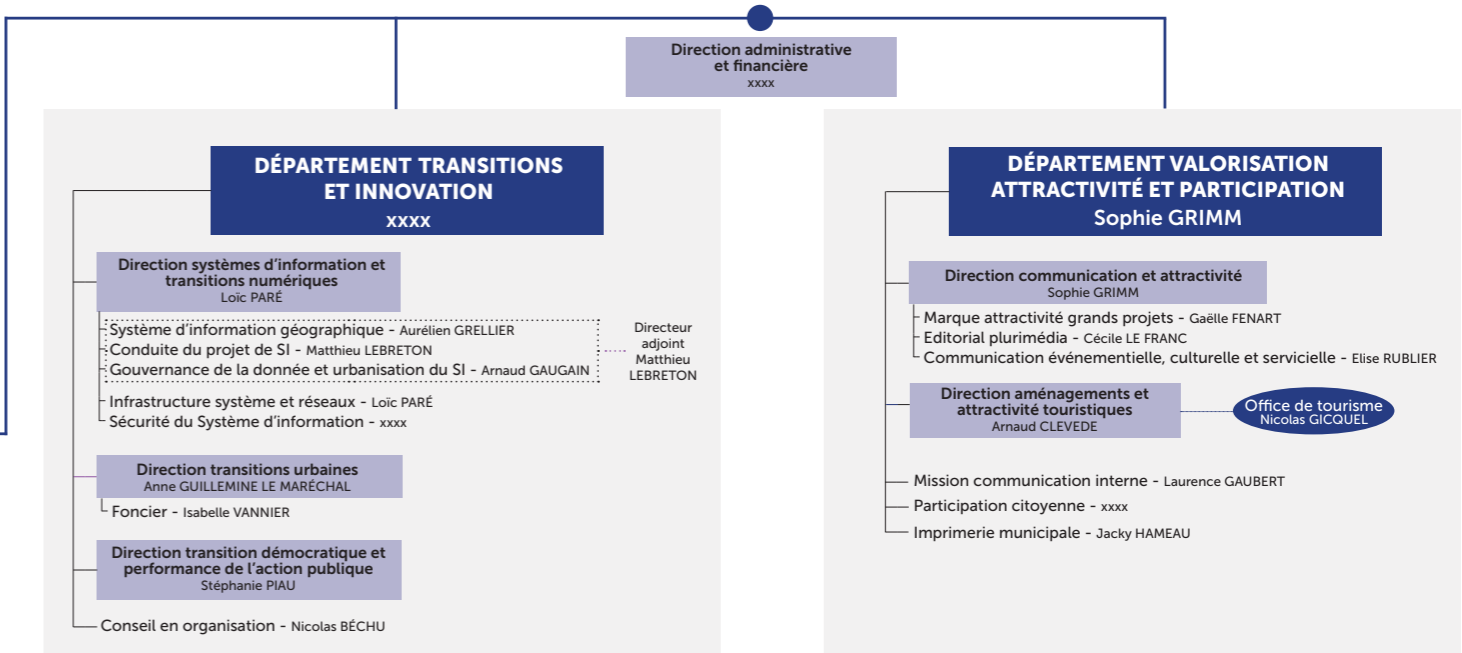 Direction administrative
et financière
xxxx
DÉPARTEMENT TRANSITIONS
ET INNOVATION
xxxx
Direction systèmes d’information et
transitions numériques
Loïc PARÉ
Système d’information géographique - Aurélien GRELLIER
Conduite du projet de SI - Matthieu LEBRETON
Gouvernance de la donnée et urbanisation du SI - Arnaud GAUGAIN
Directeur
adjoint
Matthieu
LEBRETON
Infrastructure système et réseaux - Loïc PARÉ
Sécurité du Système d’information - xxxx
Direction transitions urbaines
Anne GUILLEMINE LE MARÉCHAL
Foncier - Isabelle VANNIER
Direction transition démocratique et
performance de l’action publique
Stéphanie PIAU
Conseil en organisation - Nicolas BÉCHU
DÉPARTEMENT VALORISATION
ATTRACTIVITÉ ET PARTICIPATION
Sophie GRIMM
Direction communication et attractivité
Sophie GRIMM
Marque attractivité grands projets - Gaëlle FENART
Editorial plurimédia - Cécile LE FRANC
Communication événementielle, culturelle et servicielle - Elise RUBLIER
Direction aménagements et
attractivité touristiques
Arnaud CLEVEDE
Office de tourisme
Nicolas GICQUEL
Mission communication interne - Laurence GAUBERT
Participation citoyenne - xxxx
Imprimerie municipale - Jacky HAMEAU